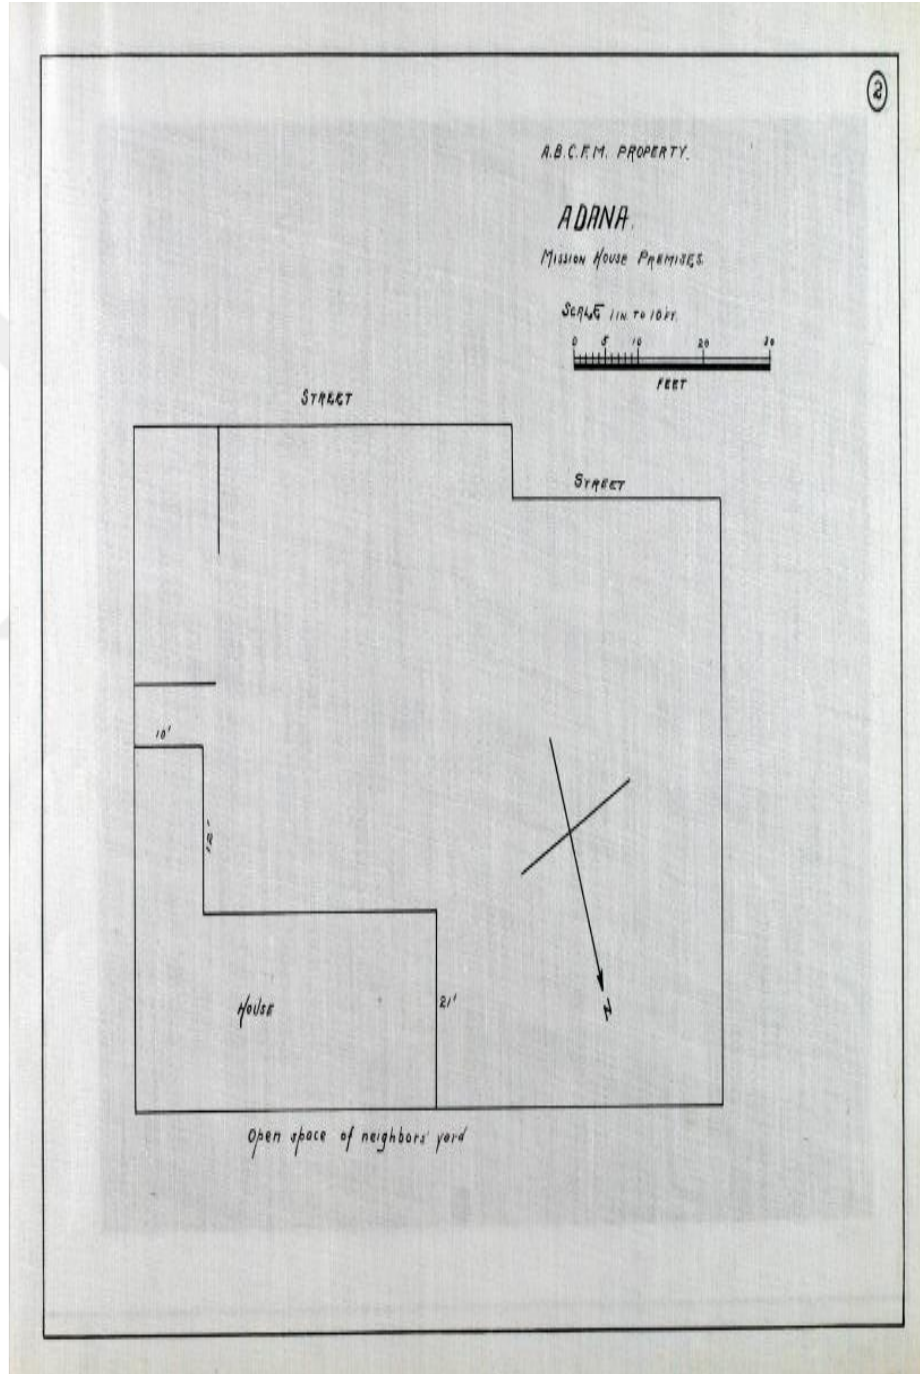 2
A.B.C.F.M. PROPERTY.
ADANA.
MISSION HOUSE PREMISES.
SCALE 1 IN. TO 10 FT.
0 5 10 20 30
FEET
STREET
STREET
10'
HOUSE
21'
N
Open space of neighbors' yard